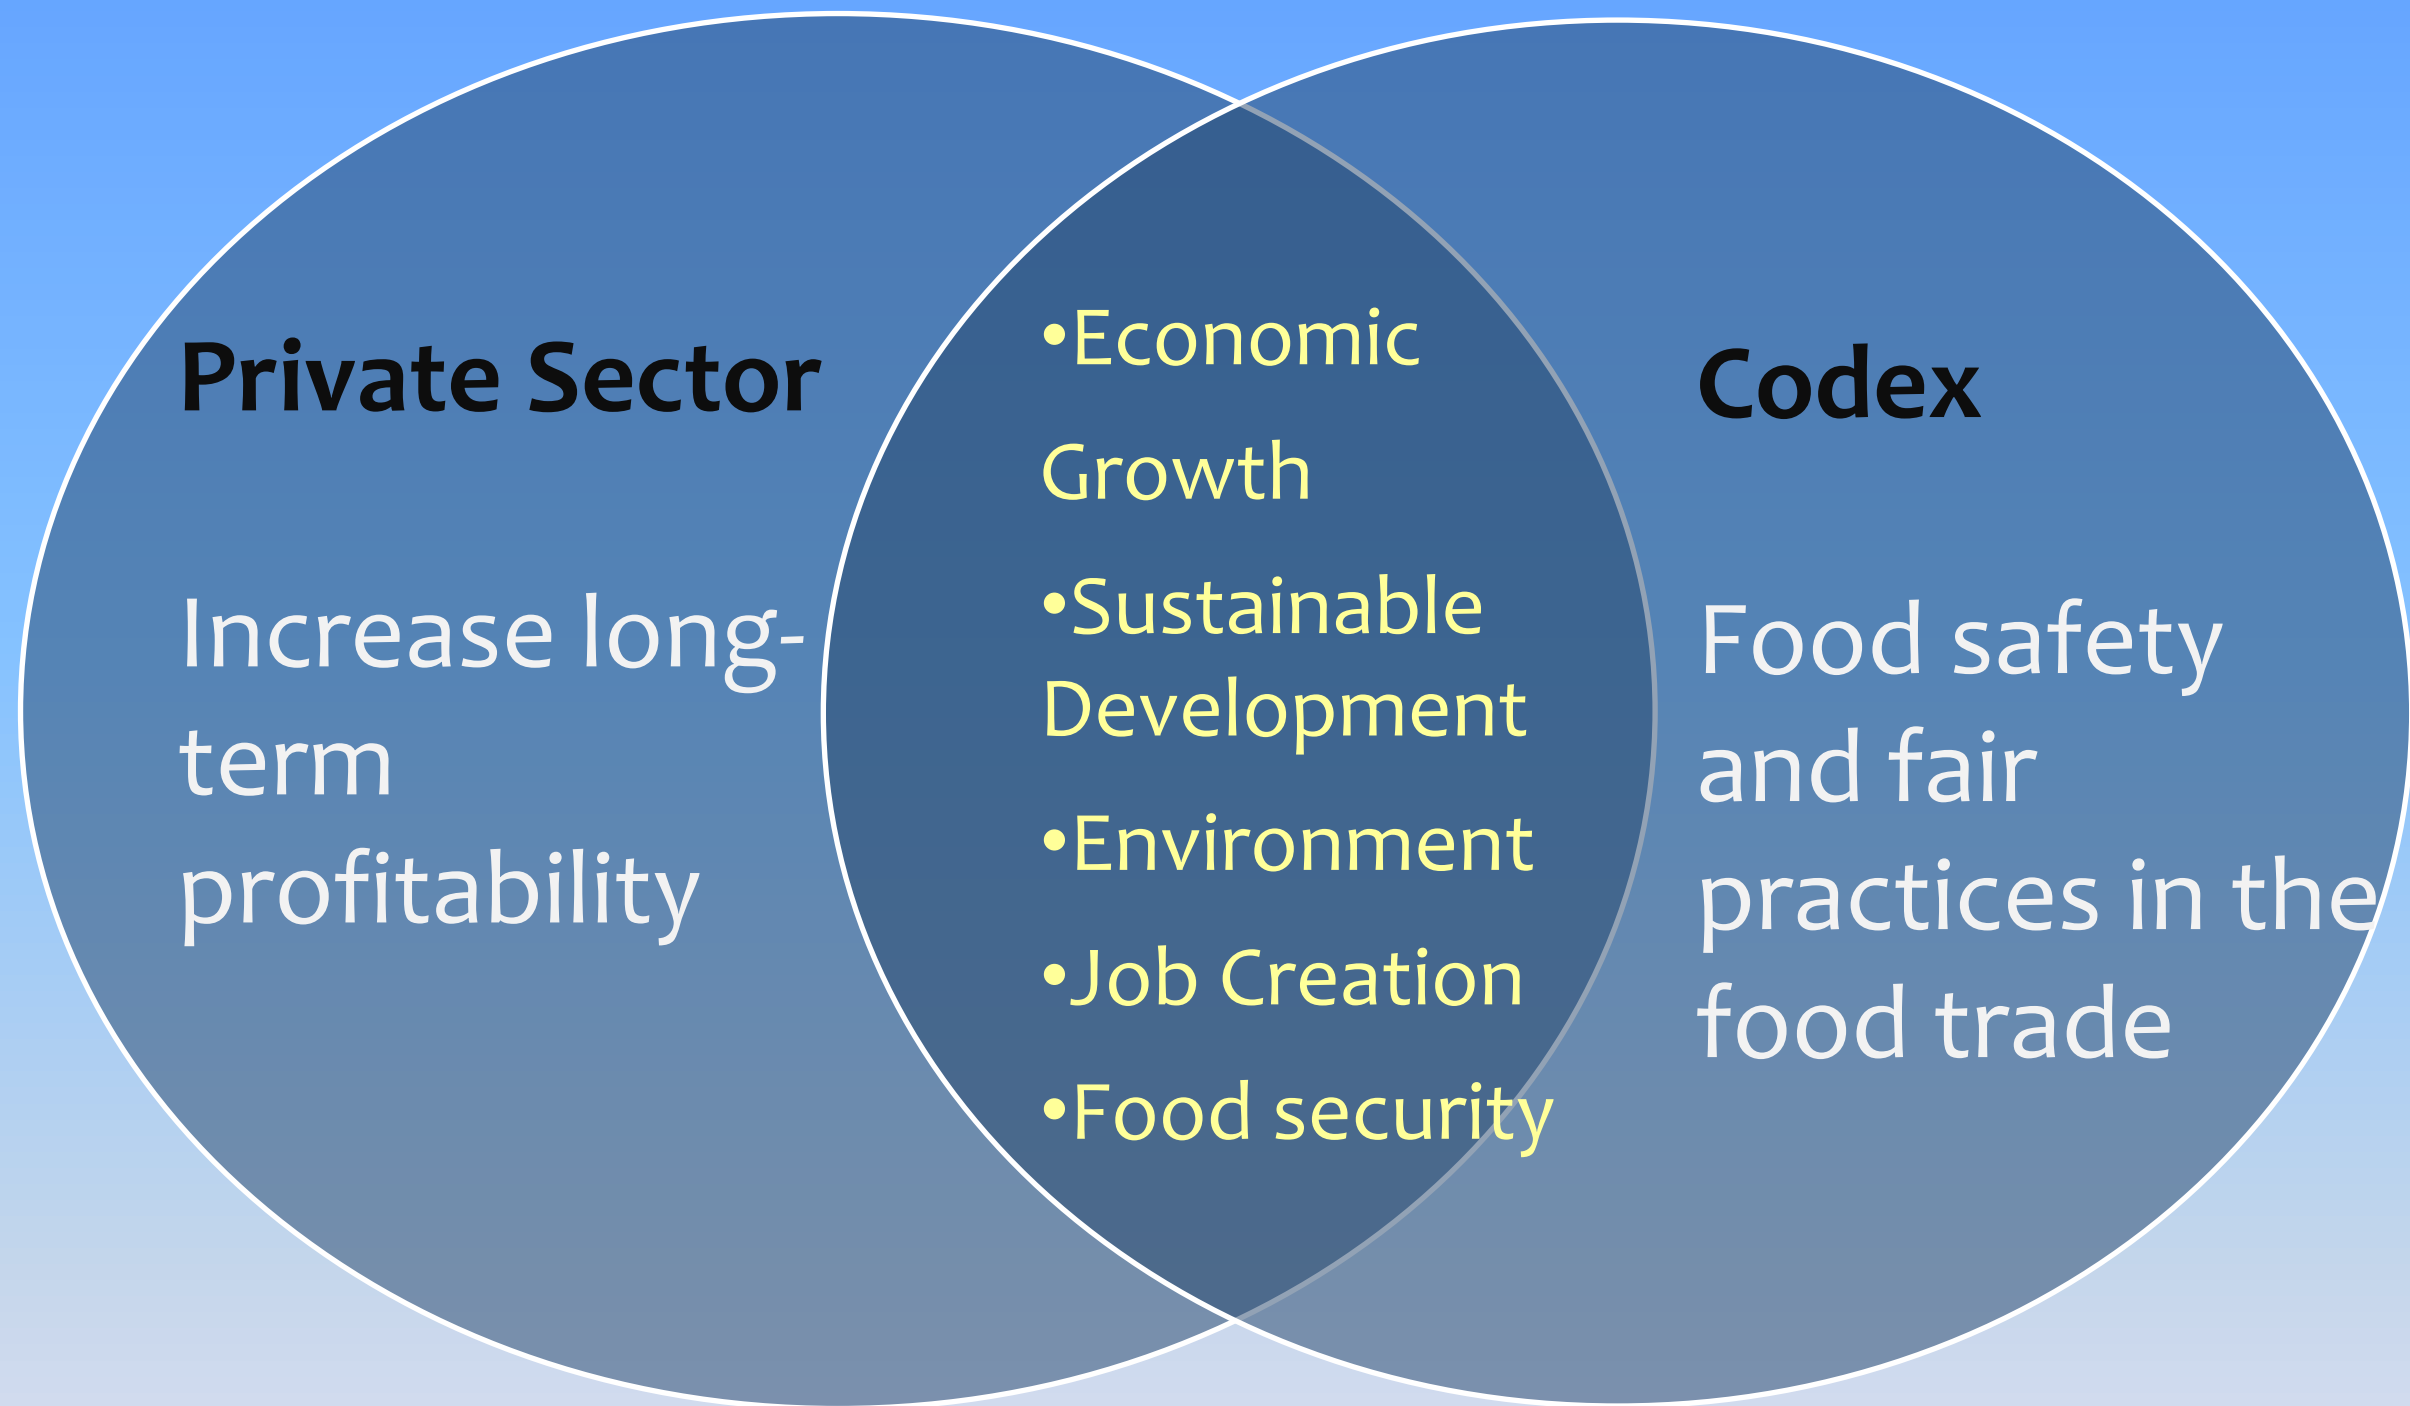 Private Sector
Increase long-
term
profitability
•Economic
Growth
•Sustainable
Development
•Environment
•Job Creation
•Food security
Codex
Food safety
and fair
practices in the
food trade